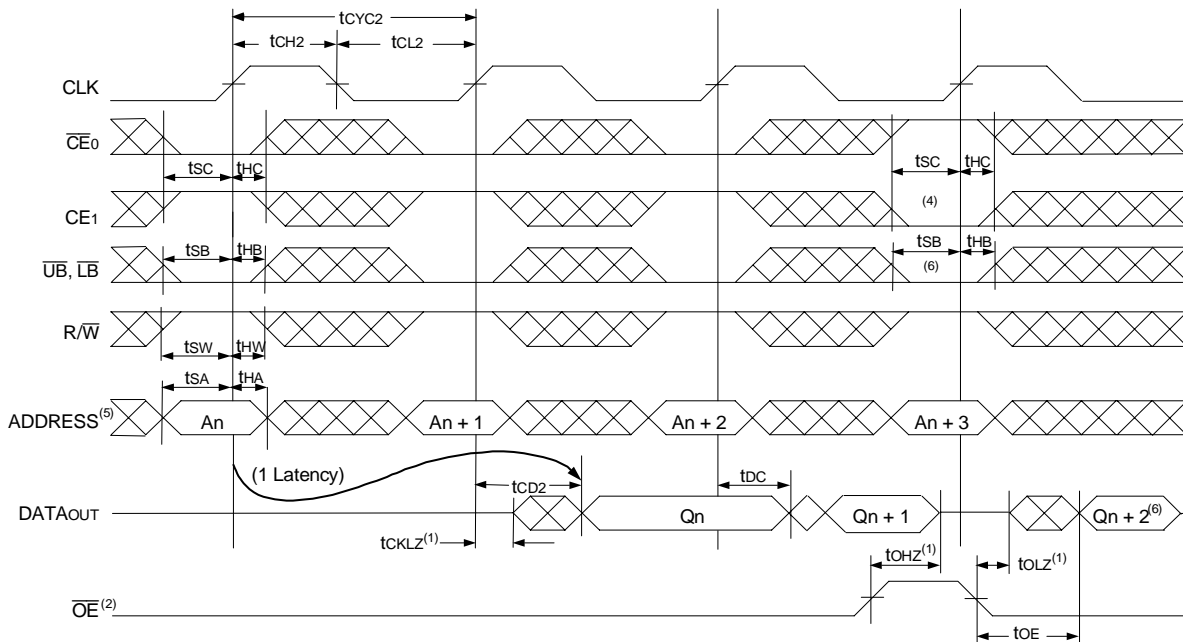 tCYC2
tCH2
tCL2
CLK
CE0
tSC
tHC
tSC
tHC
CE1
(4)
tSB
tHB
tSB
tHB
UB, LB
(6)
R/W
tSW
tHW
tSA
tHA
ADDRESS(5)
An
An + 1
An + 2
An + 3
(1 Latency)
tCD2
tDC
DATAOUT
Qn
Qn + 1
Qn + 2(6)
tCKLZ(1)
tOHZ(1)
tOLZ(1)
OE(2)
tOE